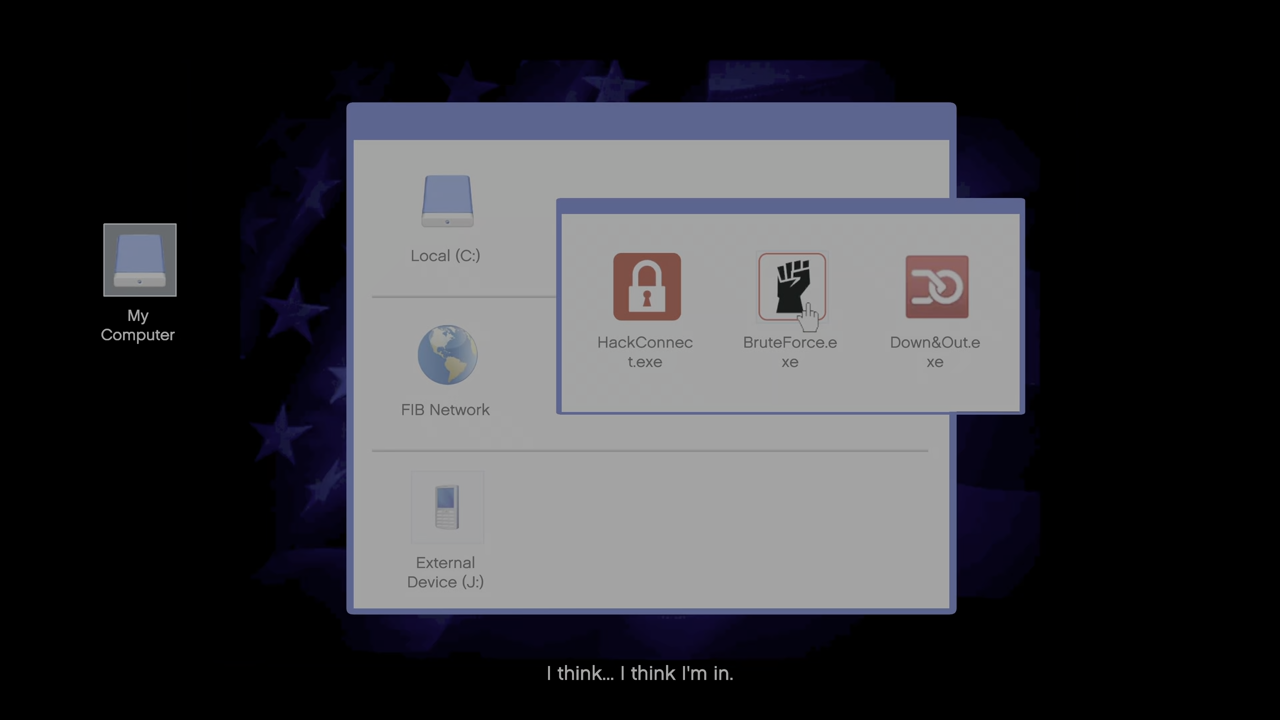 Local (C:)
My
Computer
HackConnec
t.exe
BruteForce.e
xe
Down&Out.e
xe
FIB Network
External
Device (J:)
I think... I think I'm in.